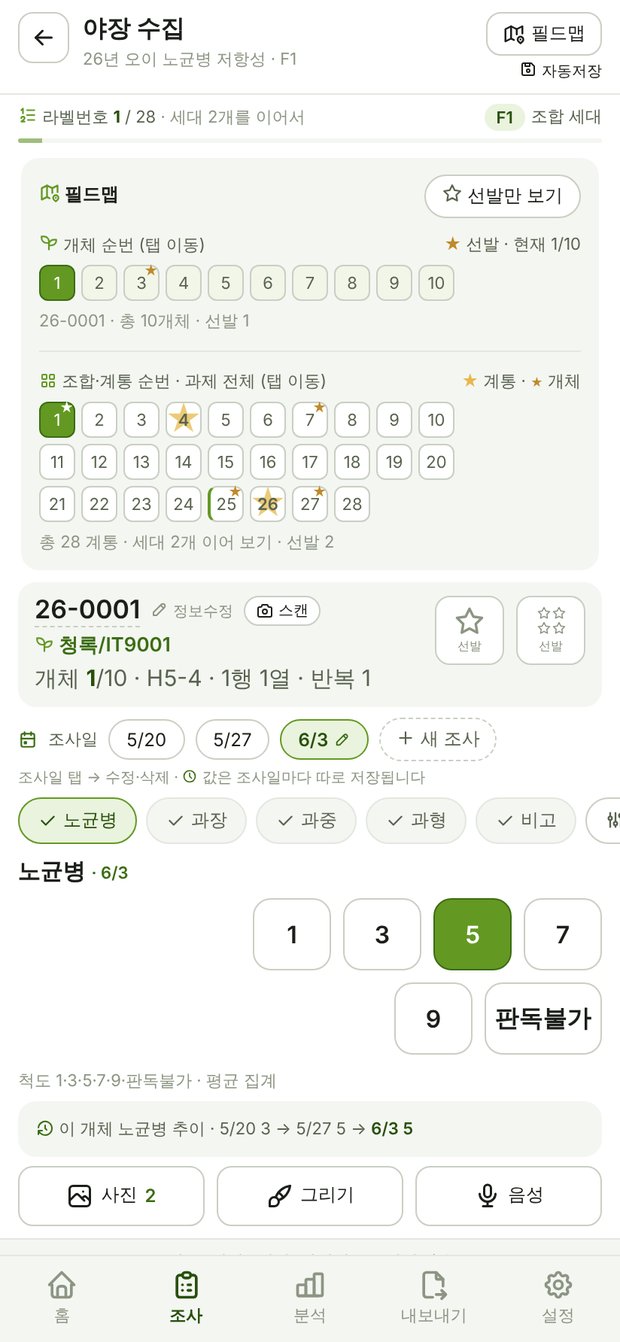 야장 수집
26년 오이 노균병 저항성 · F1
필드맵
자동저장
라벨번호 1 / 28 · 세대 2개를 이어서
F1 조합 세대
필드맵
선발만 보기
개체 순번 (탭 이동)
★ 선발 · 현재 1/10
1 2 3 4 5 6 7 8 9 10
26-0001 · 총 10개체 · 선발 1
조합·계통 순번 · 과제 전체 (탭 이동)
★ 계통 · ★ 개체
1 2 3 4 5 6 7 8 9 10
11 12 13 14 15 16 17 18 19 20
21 22 23 24 25 26 27 28
총 28 계통 · 세대 2개 이어 보기 · 선발 2
26-0001 정보수정 스캔
청록/IT9001
개체 1/10 · H5-4 · 1행 1열 · 반복 1
선발
선발
조사일 5/20 5/27 6/3 + 새 조사
조사일 탭 → 수정·삭제 · 값은 조사일마다 따로 저장됩니다
노균병 과장 과중 과형 비고
노균병 · 6/3
1 3 5 7
9 판독불가
척도 1·3·5·7·9·판독불가 · 평균 집계
이 개체 노균병 추이 · 5/20 3 → 5/27 5 → 6/3 5
사진 2 그리기 음성
홈 조사 분석 내보내기 설정